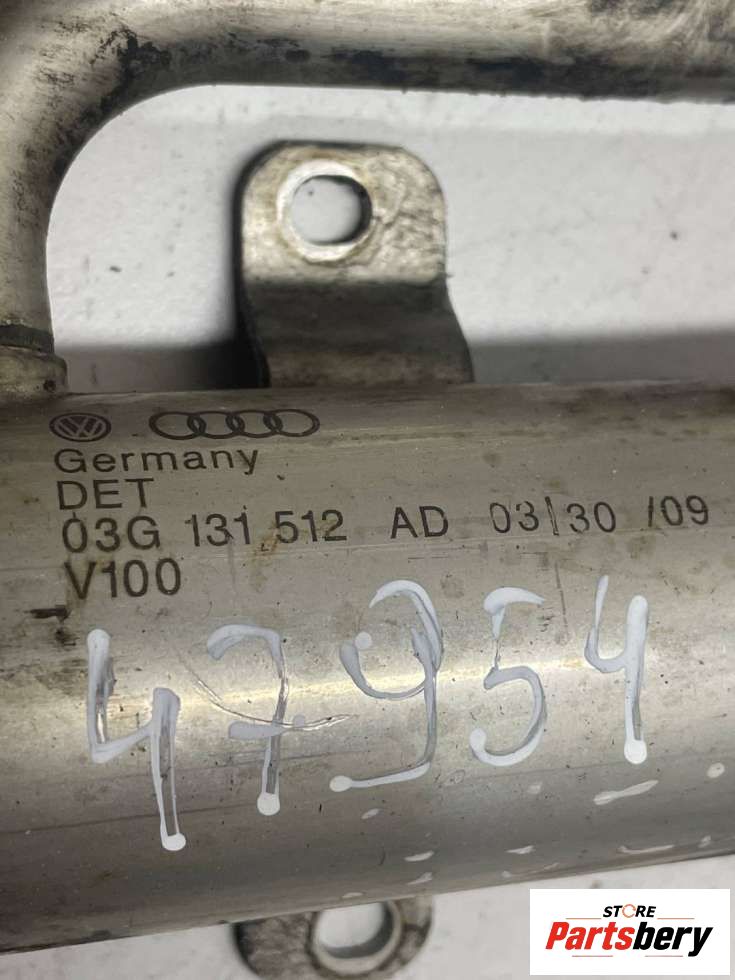 Germany
DET
03G 131 512 AD 03|30 /09
V100
47954
STORE
Partsbery